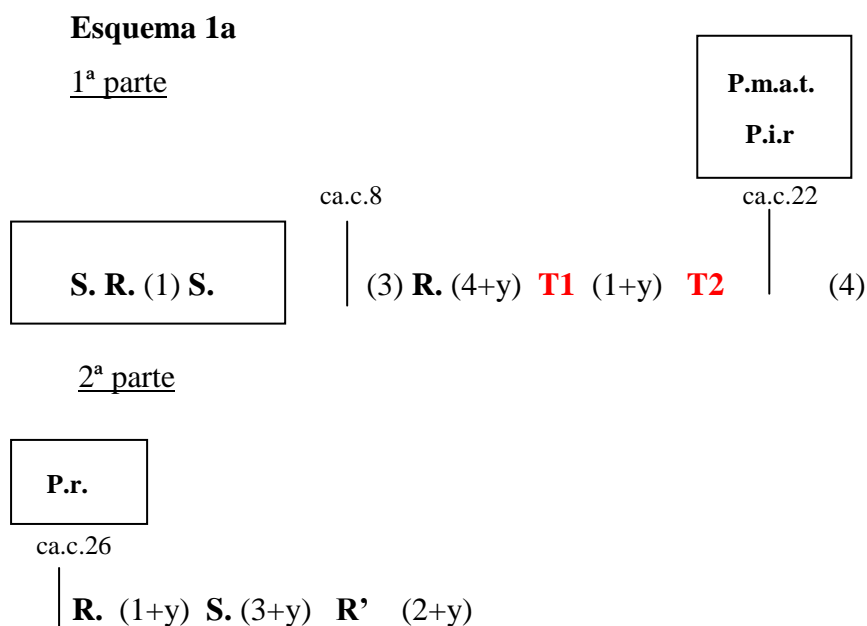 Esquema 1a
1ª parte
P.m.a.t.
P.i.r
ca.c.8
ca.c.22
S. R. (1) S.
(3) R. (4+y) T1 (1+y) T2 (4)
2ª parte
P.r.
ca.c.26
R. (1+y) S. (3+y) R’ (2+y)